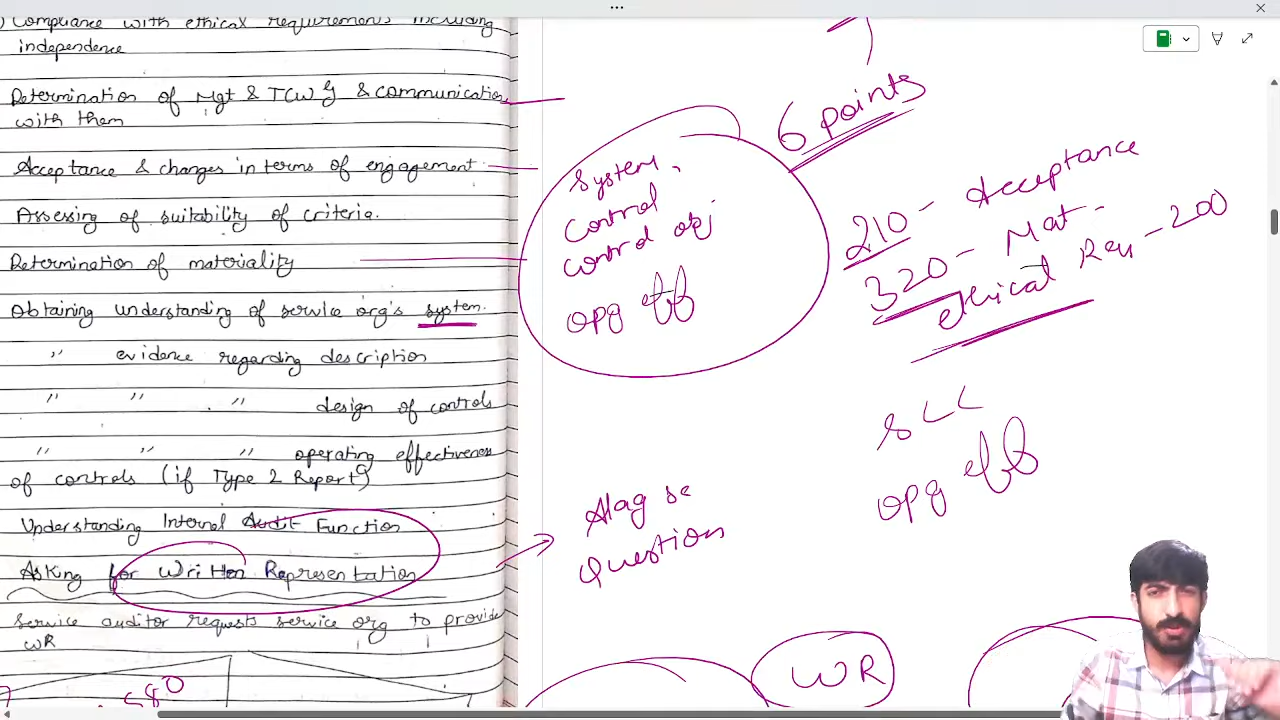 ) Compliance with ethical requirements including
independence
Determination of Mgt & TCWG & communication
with them
Acceptance & changes in terms of engagement
Assessing of suitability of criteria.
Determination of materiality
Obtaining understanding of service org's system.
" evidence regarding description
" " " design of controls
" " " operating effectiveness
of controls (if Type 2 Report)
Understanding Internal Audit Function
Asking for Written Representation
Service auditor requests service org to provide
WR
580
6 points
System,
Control
Control obj
opg eff
210 - Acceptance
320 - Mat -
ethical Req - 200
SCC
opg eff
Alag se
Question
WR